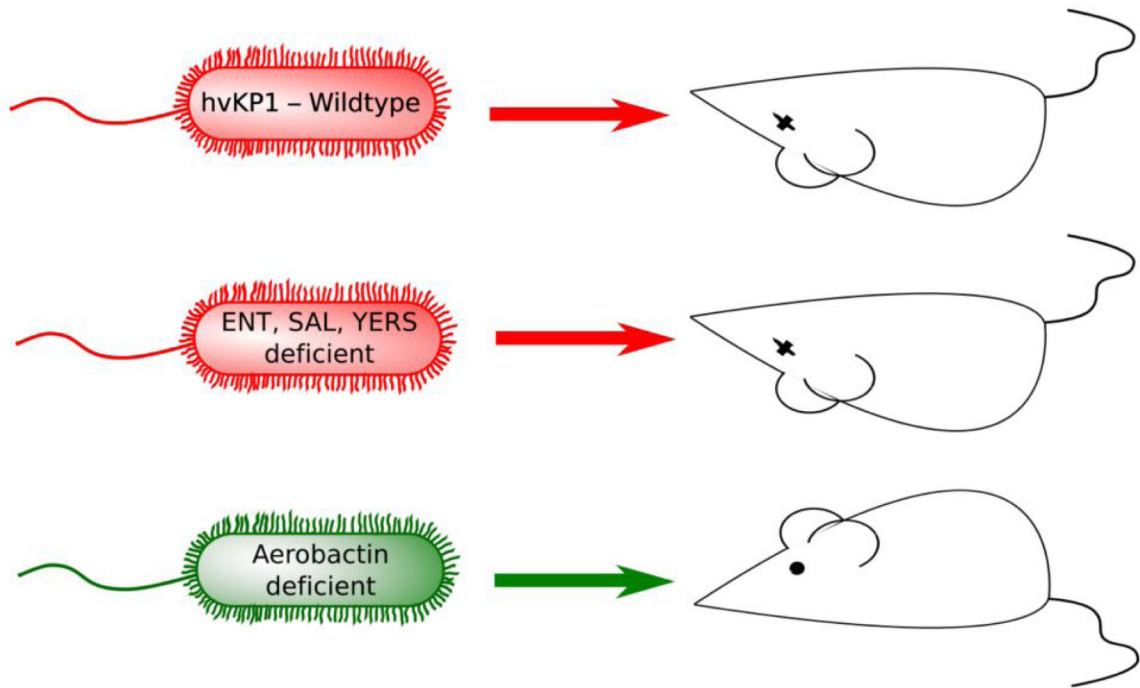 hvKP1 – Wildtype
ENT, SAL, YERS
deficient
Aerobactin
deficient